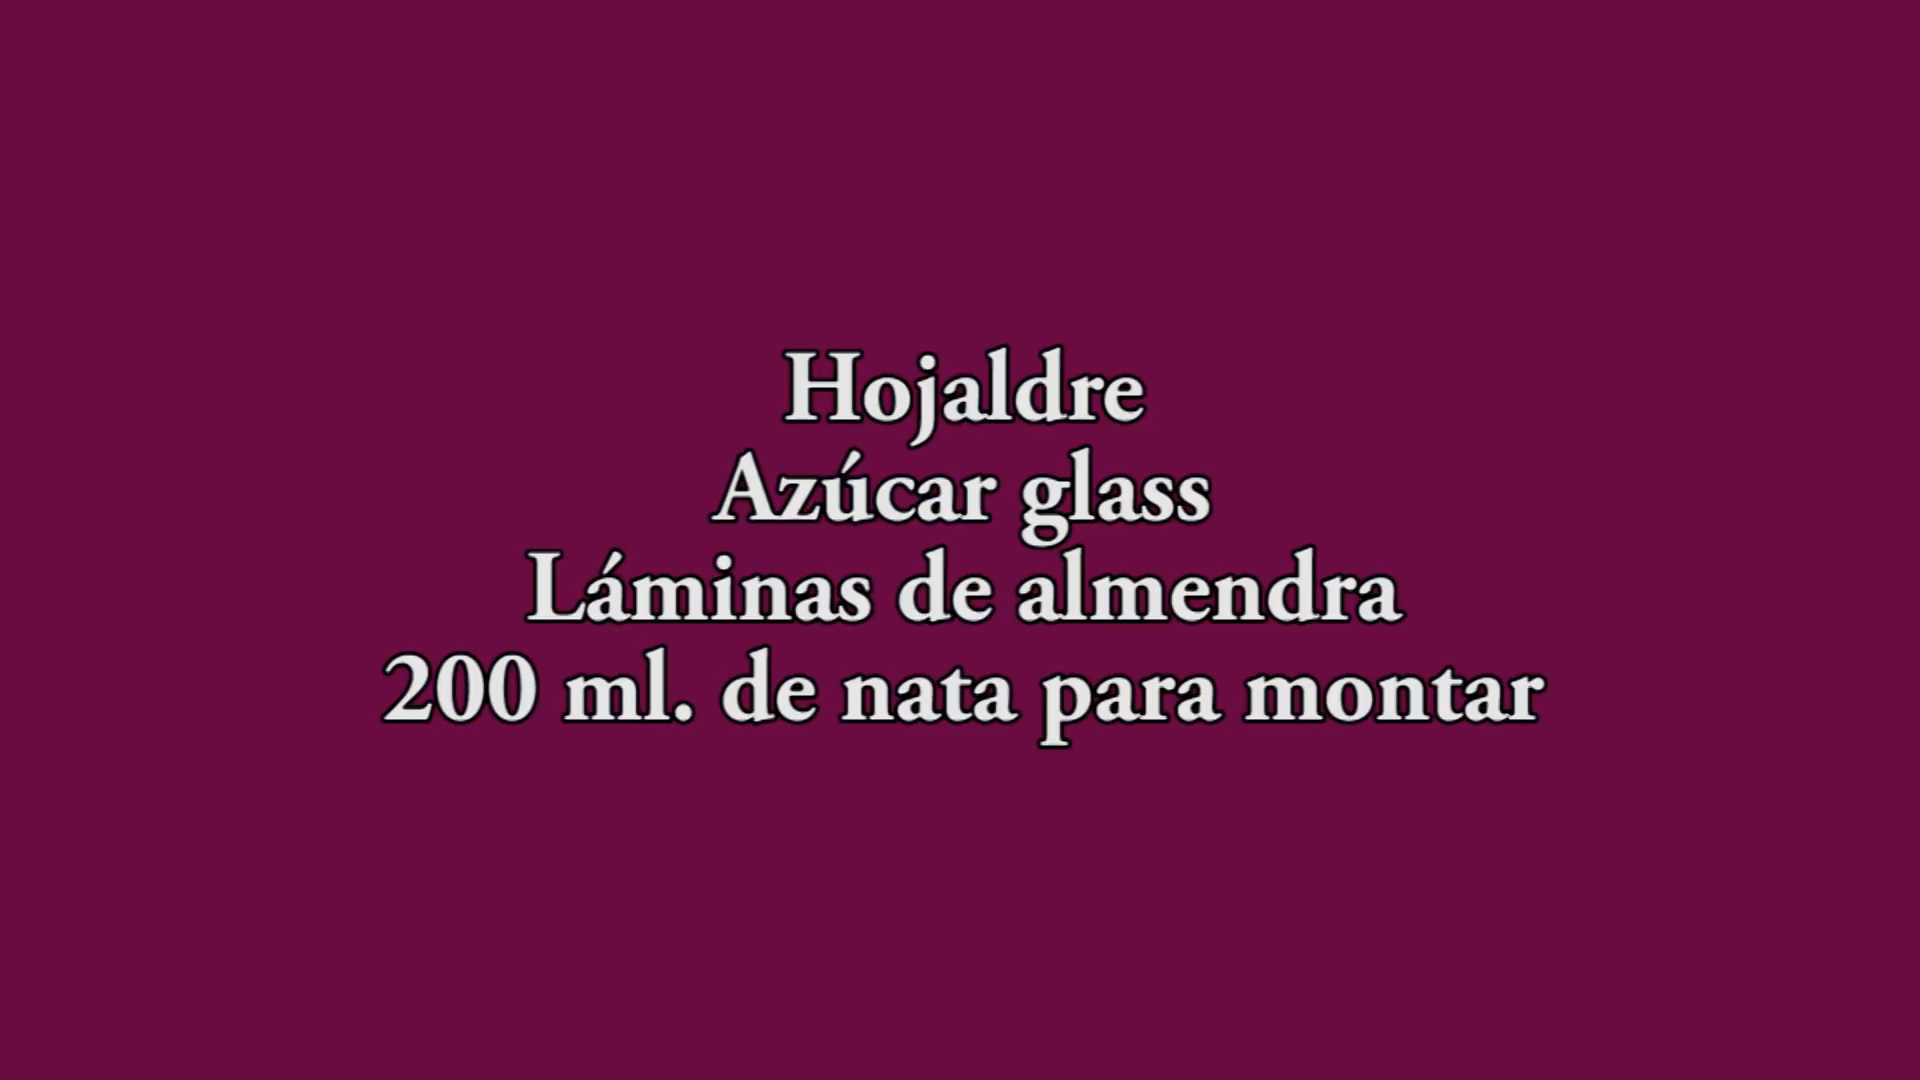 Hojaldre
Azúcar glass
Láminas de almendra
200 ml. de nata para montar